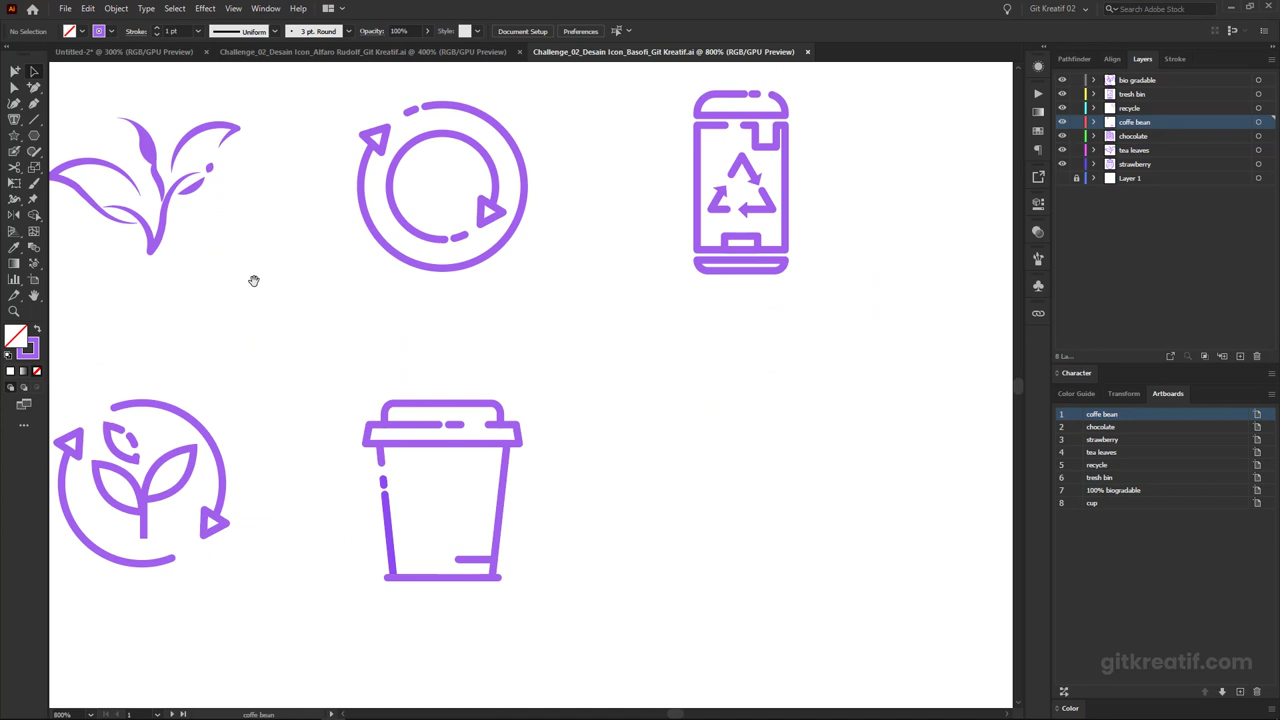 Ai File Edit Object Type Select Effect View Window Help Git Kreatif 02 Search Adobe Stock
No Selection Stroke: 1 pt Uniform 3 pt. Round Opacity: 100% Style: Document Setup Preferences
Untitled-2* @ 300% (RGB/GPU Preview) × Challenge_02_Desain Icon_Alfaro Rudolf_Git Kreatif.ai @ 400% (RGB/GPU Preview) × Challenge_02_Desain Icon_Basofi_Git Kreatif.ai @ 800% (RGB/GPU Preview) ×
Pathfinder Align Layers Stroke
bio gradable
tresh bin
recycle
coffe bean
chocolate
tea leaves
strawberry
Layer 1
8 La...
Character
Color Guide Transform Artboards
1 coffe bean
2 chocolate
3 strawberry
4 tea leaves
5 recycle
6 tresh bin
7 100% biogradable
8 cup
gitkreatif.com
Color
800% 1 coffe bean